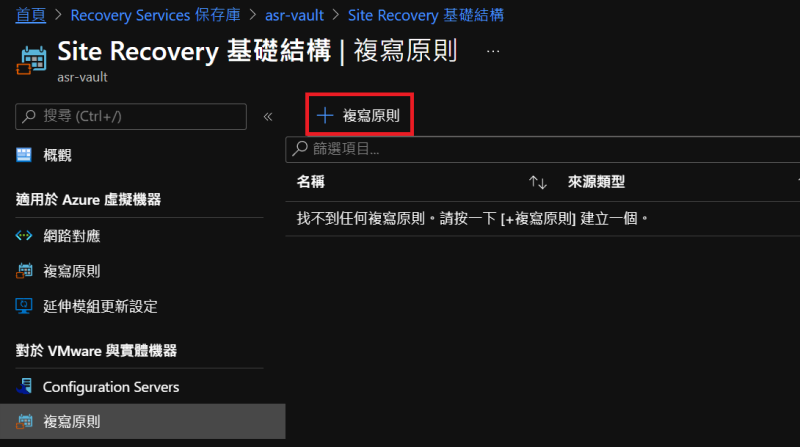 首頁 > Recovery Services 保存庫 > asr-vault > Site Recovery 基礎結構
Site Recovery 基礎結構 | 複寫原則 ...
asr-vault
搜尋 (Ctrl+/)
«
+ 複寫原則
概觀
篩選項目...
適用於 Azure 虛擬機器
名稱 ↑↓ 來源類型
網路對應
找不到任何複寫原則。請按一下 [+複寫原則] 建立一個。
複寫原則
延伸模組更新設定
對於 VMware 與實體機器
Configuration Servers
複寫原則